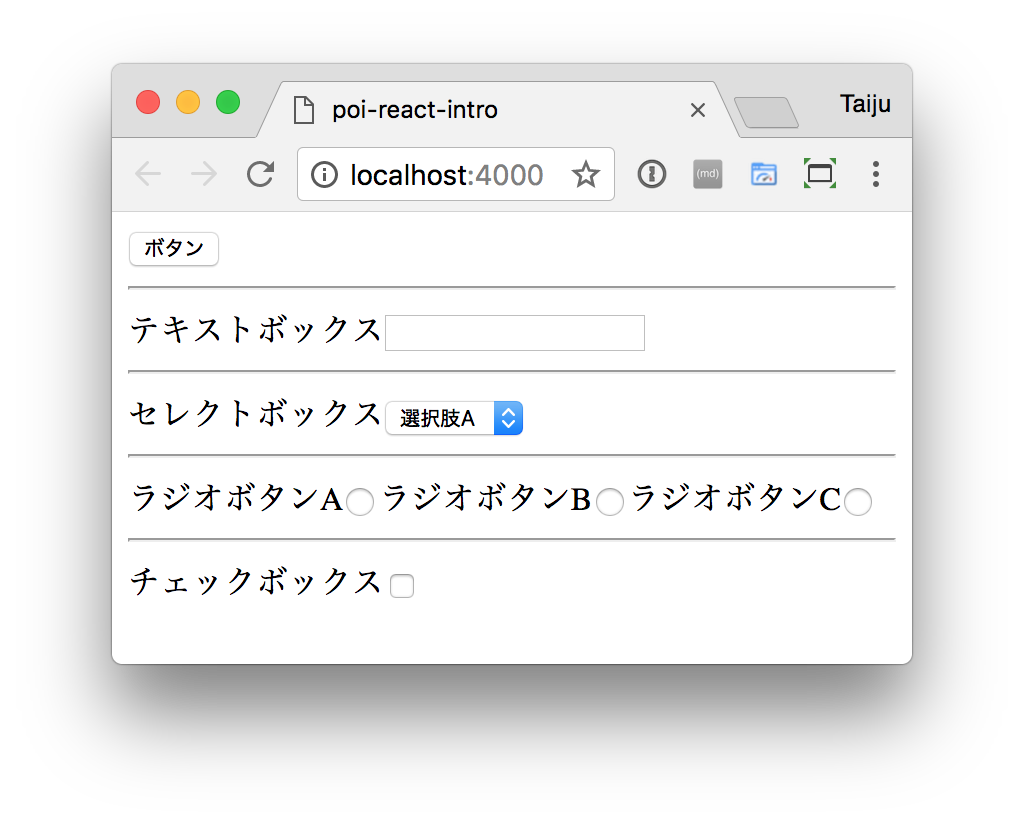 poi-react-intro
Taiju
localhost:4000
(md)
ボタン
テキストボックス
セレクトボックス 選択肢A
ラジオボタンA ラジオボタンB ラジオボタンC
チェックボックス